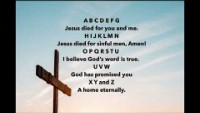 A B C D E F G
Jesus died for you and me.
H I J K L M N
Jesus died for sinful men, Amen!
O P Q R S T U
I believe God's word is true.
U V W
God has promised you
X Y and Z
A home eternally.